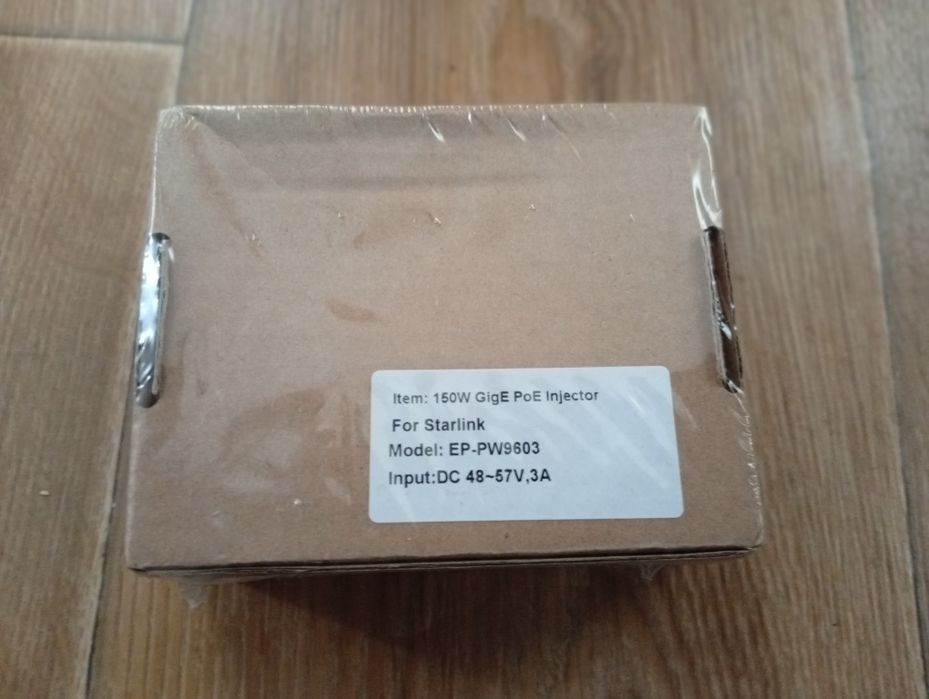 Item: 150W GigE PoE Injector
For Starlink
Model: EP-PW9603
Input:DC 48~57V,3A